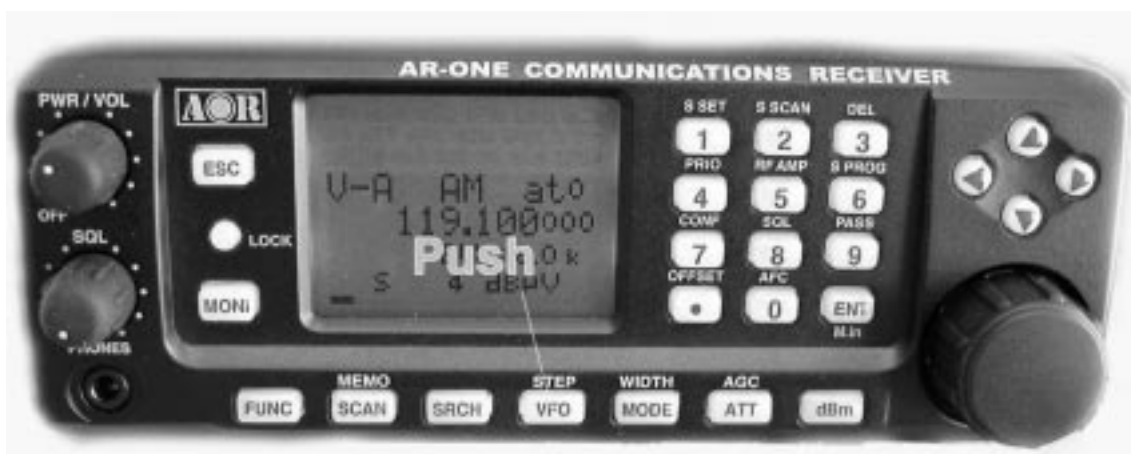 AR-ONE COMMUNICATIONS RECEIVER
PWR / VOL
AOR
OFF
SQL
PHONES
ESC
LOCK
MONi
V-A AM ato
119.100000
Push
.0 k
S 4 dBµV
S SET S SCAN DEL
1 2 3
PRIO RF AMP S PROG
4 5 6
CONF SQL PASS
7 8 9
OFFSET AFC
• 0 ENT
M.in
MEMO STEP WIDTH AGC
FUNC SCAN SRCH VFO MODE ATT dBm